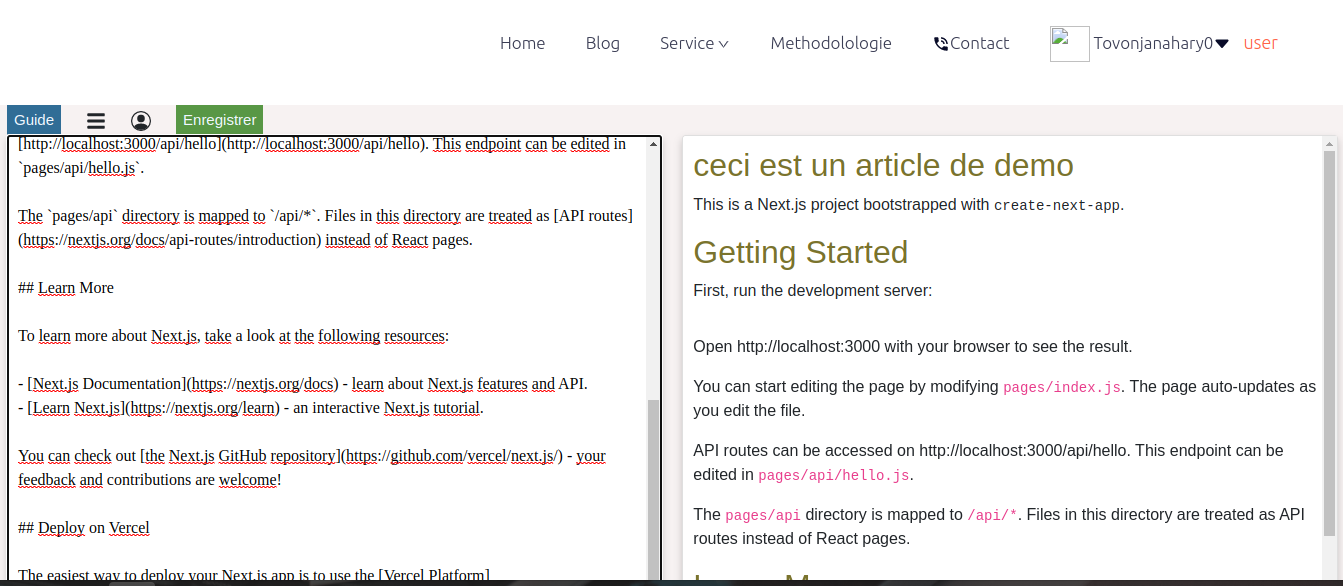 Home Blog Service Methodolologie Contact Tovonjanahary0 user
Guide Enregistrer
[http://localhost:3000/api/hello](http://localhost:3000/api/hello). This endpoint can be edited in
`pages/api/hello.js`.
The `pages/api` directory is mapped to `/api/*`. Files in this directory are treated as [API routes]
(https://nextjs.org/docs/api-routes/introduction) instead of React pages.
## Learn More
To learn more about Next.js, take a look at the following resources:
- [Next.js Documentation](https://nextjs.org/docs) - learn about Next.js features and API.
- [Learn Next.js](https://nextjs.org/learn) - an interactive Next.js tutorial.
You can check out [the Next.js GitHub repository](https://github.com/vercel/next.js/) - your
feedback and contributions are welcome!
## Deploy on Vercel
The easiest way to deploy your Next.js app is to use the [Vercel Platform]
ceci est un article de demo
This is a Next.js project bootstrapped with create-next-app.
Getting Started
First, run the development server:
Open http://localhost:3000 with your browser to see the result.
You can start editing the page by modifying pages/index.js. The page auto-updates as
you edit the file.
API routes can be accessed on http://localhost:3000/api/hello. This endpoint can be
edited in pages/api/hello.js.
The pages/api directory is mapped to /api/*. Files in this directory are treated as API
routes instead of React pages.